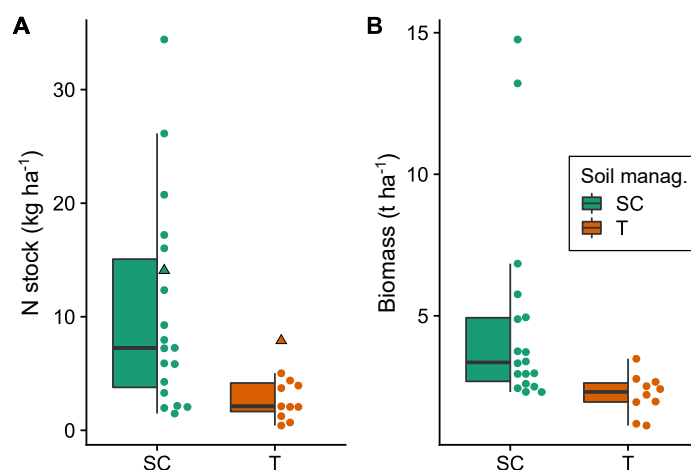 A
N stock (kg ha⁻¹)
30
20
10
0
SC
T
B
Biomass (t ha⁻¹)
15
10
5
SC
T
Soil manag.
SC
T